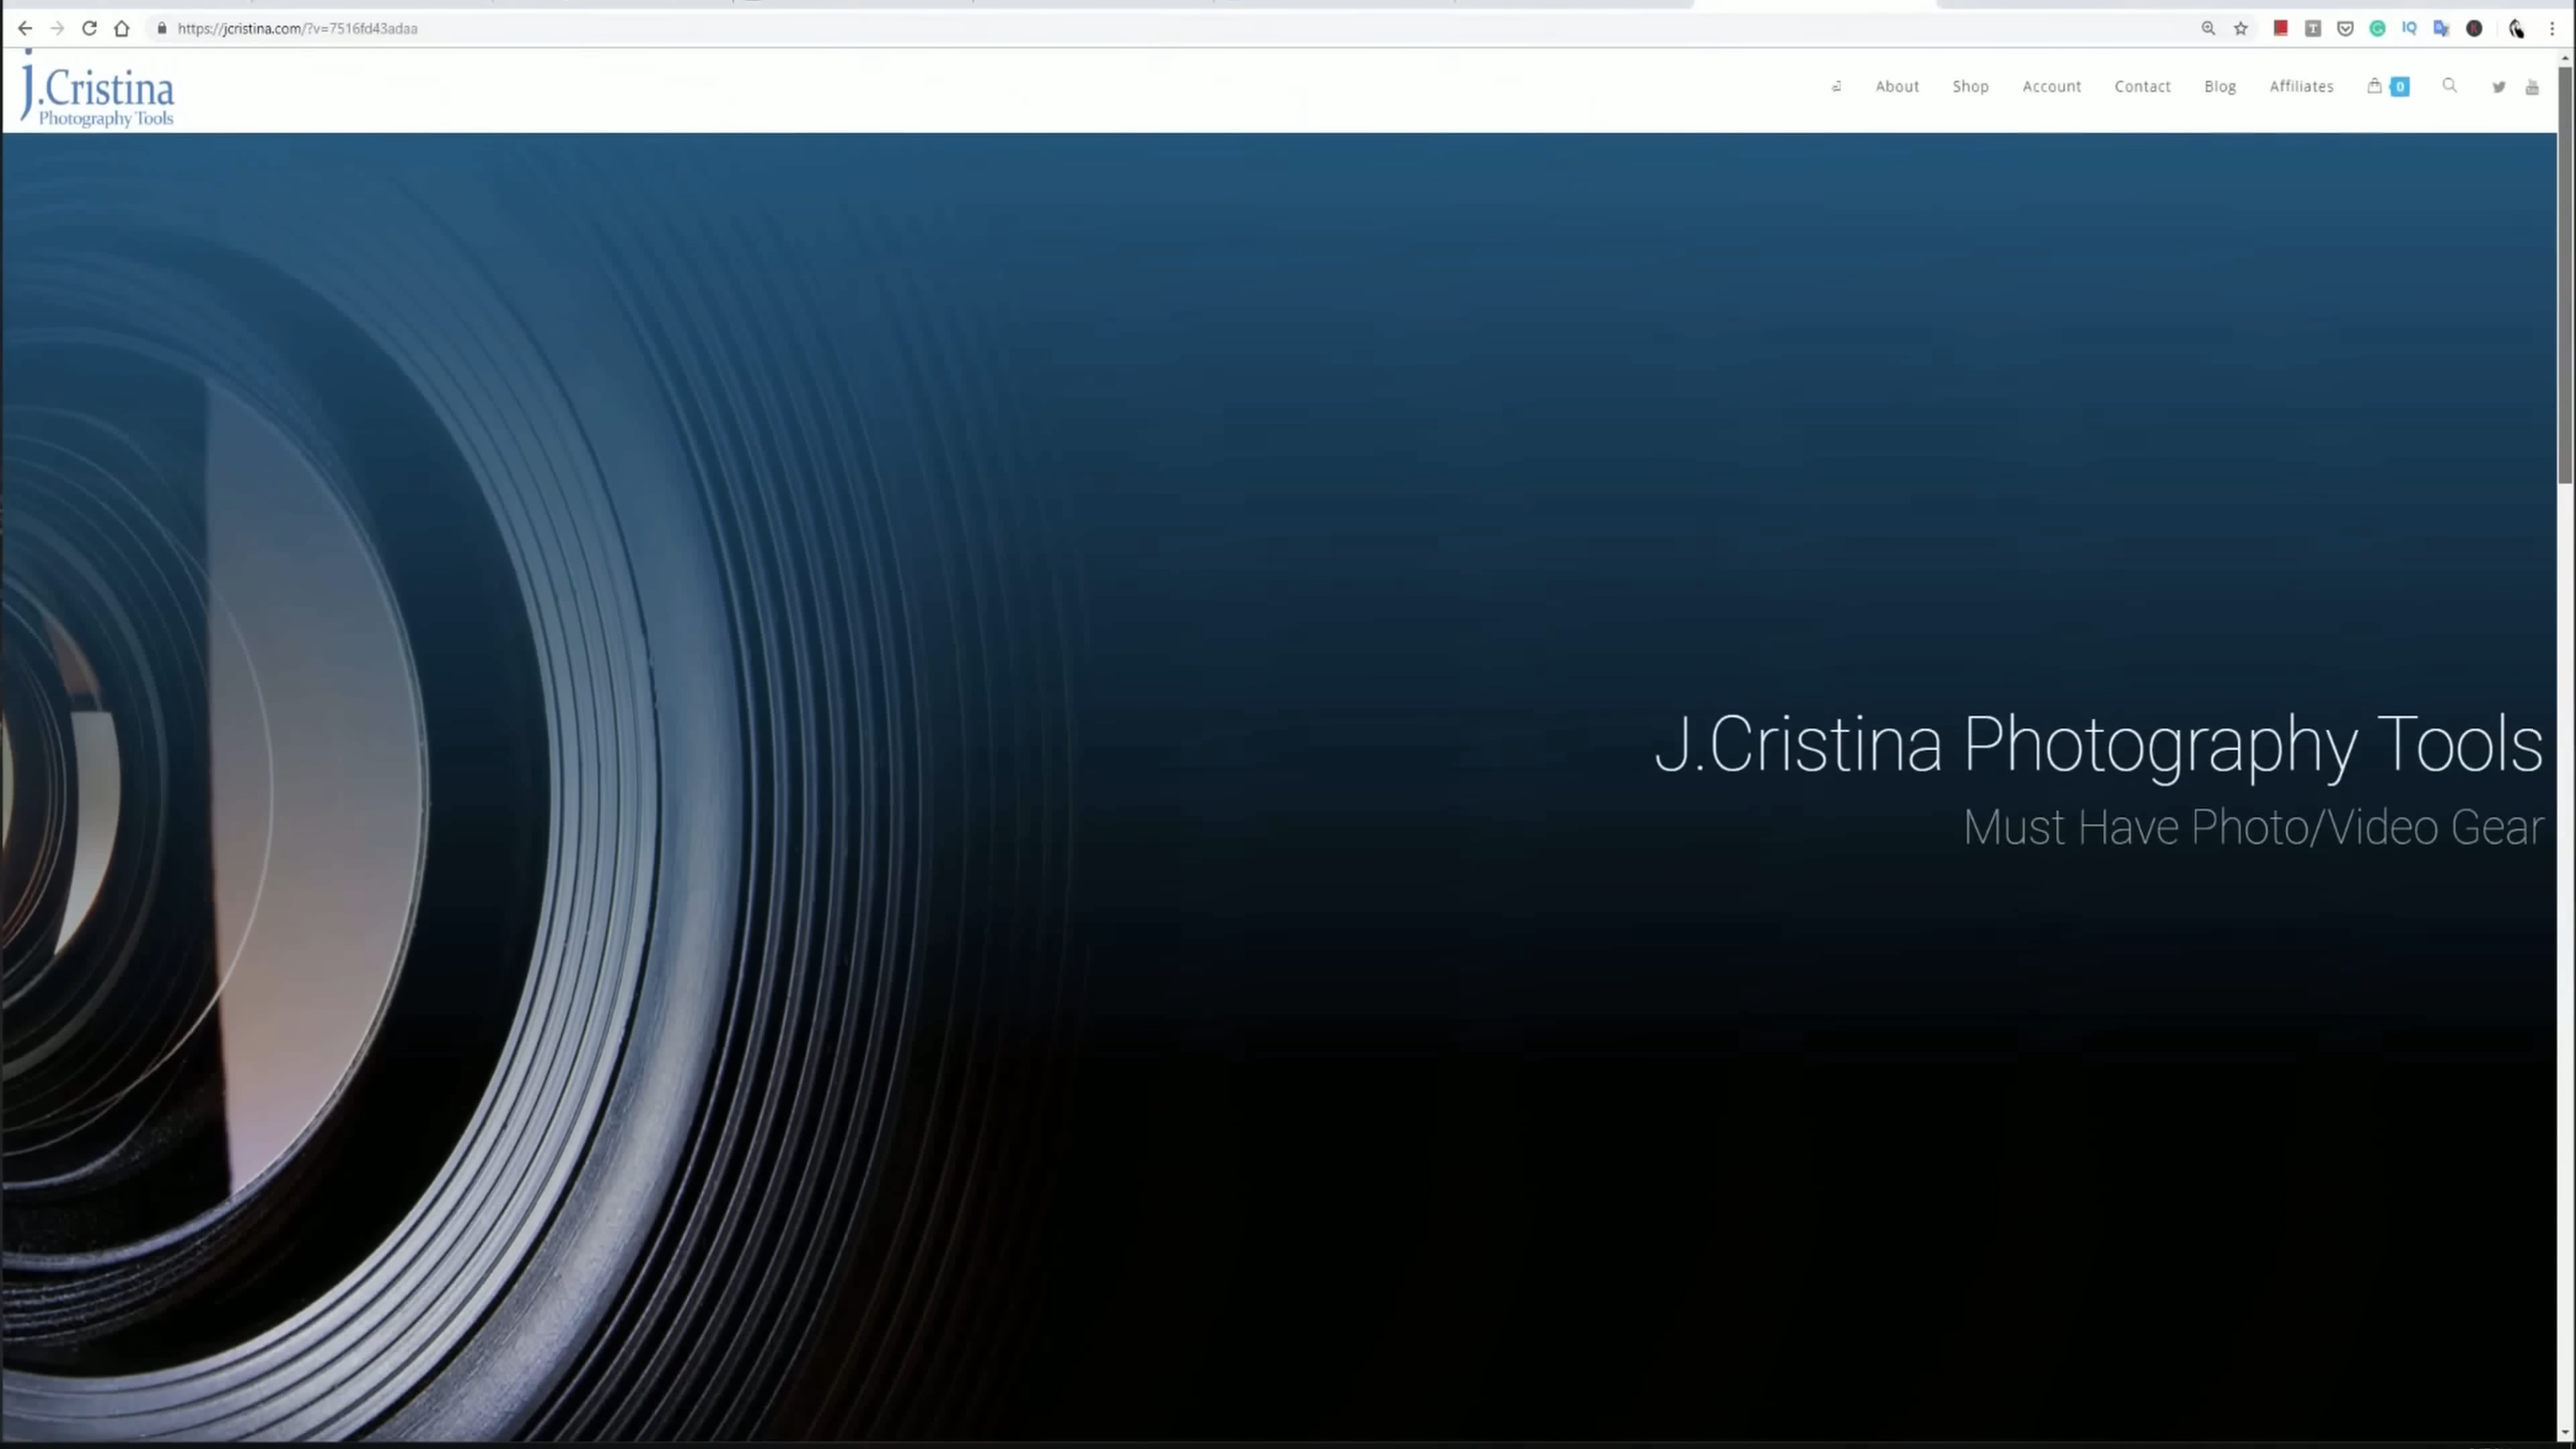 https://jcristina.com/?v=7516fd43adaa
IQ
J.Cristina
Photography Tools
About Shop Account Contact Blog Affiliates 0
J.Cristina Photography Tools
Must Have Photo/Video Gear